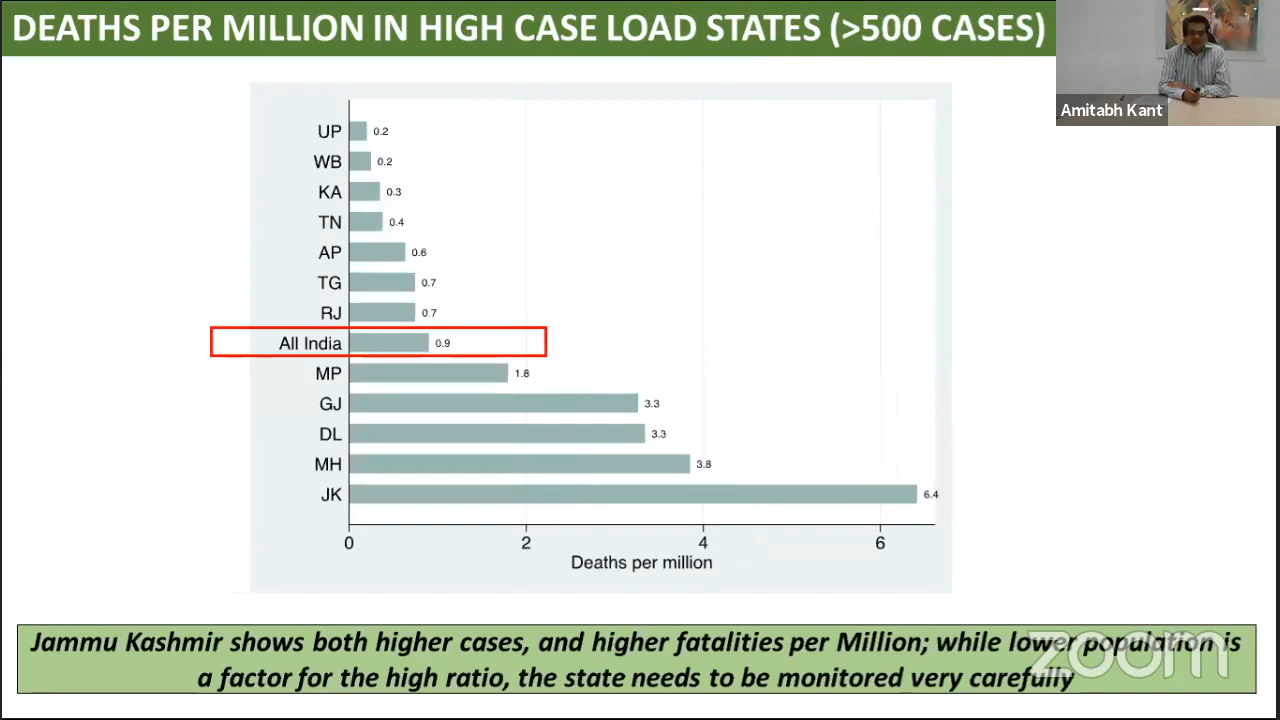 DEATHS PER MILLION IN HIGH CASE LOAD STATES (>500 CASES)
Amitabh Kant
UP 0.2
WB 0.2
KA 0.3
TN 0.4
AP 0.6
TG 0.7
RJ 0.7
All India 0.9
MP 1.8
GJ 3.3
DL 3.3
MH 3.8
JK 6.4
0 2 4 6
Deaths per million
Jammu Kashmir shows both higher cases, and higher fatalities per Million; while lower population is
a factor for the high ratio, the state needs to be monitored very carefully
zoom